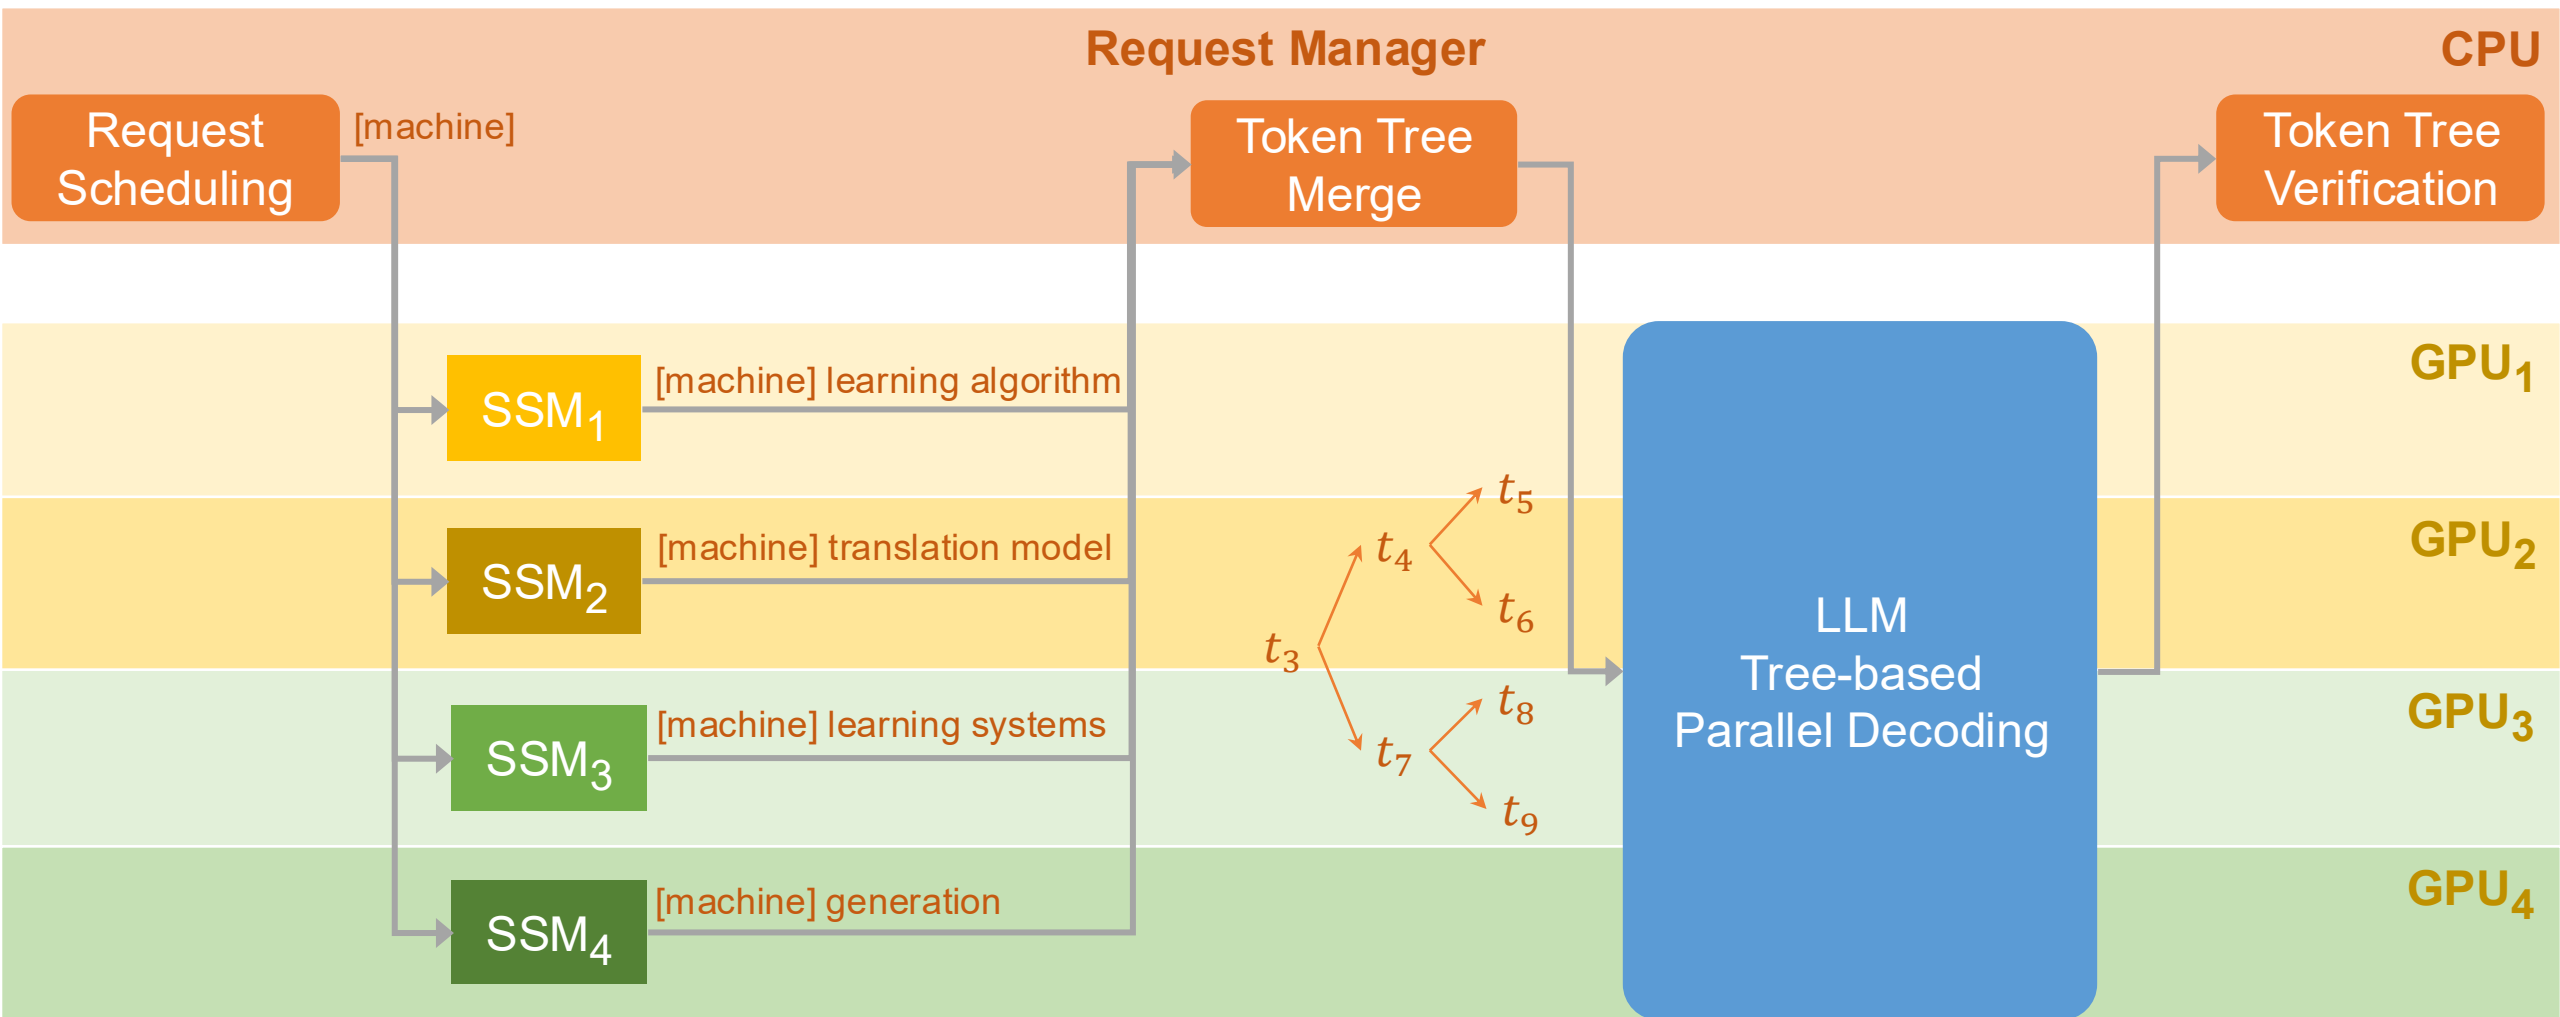 Request Manager
CPU
Request
Scheduling
[machine]
Token Tree
Merge
Token Tree
Verification
SSM₁
[machine] learning algorithm
GPU₁
SSM₂
[machine] translation model
GPU₂
SSM₃
[machine] learning systems
GPU₃
SSM₄
[machine] generation
GPU₄
t₃
t₄
t₅
t₆
t₇
t₈
t₉
LLM
Tree-based
Parallel Decoding